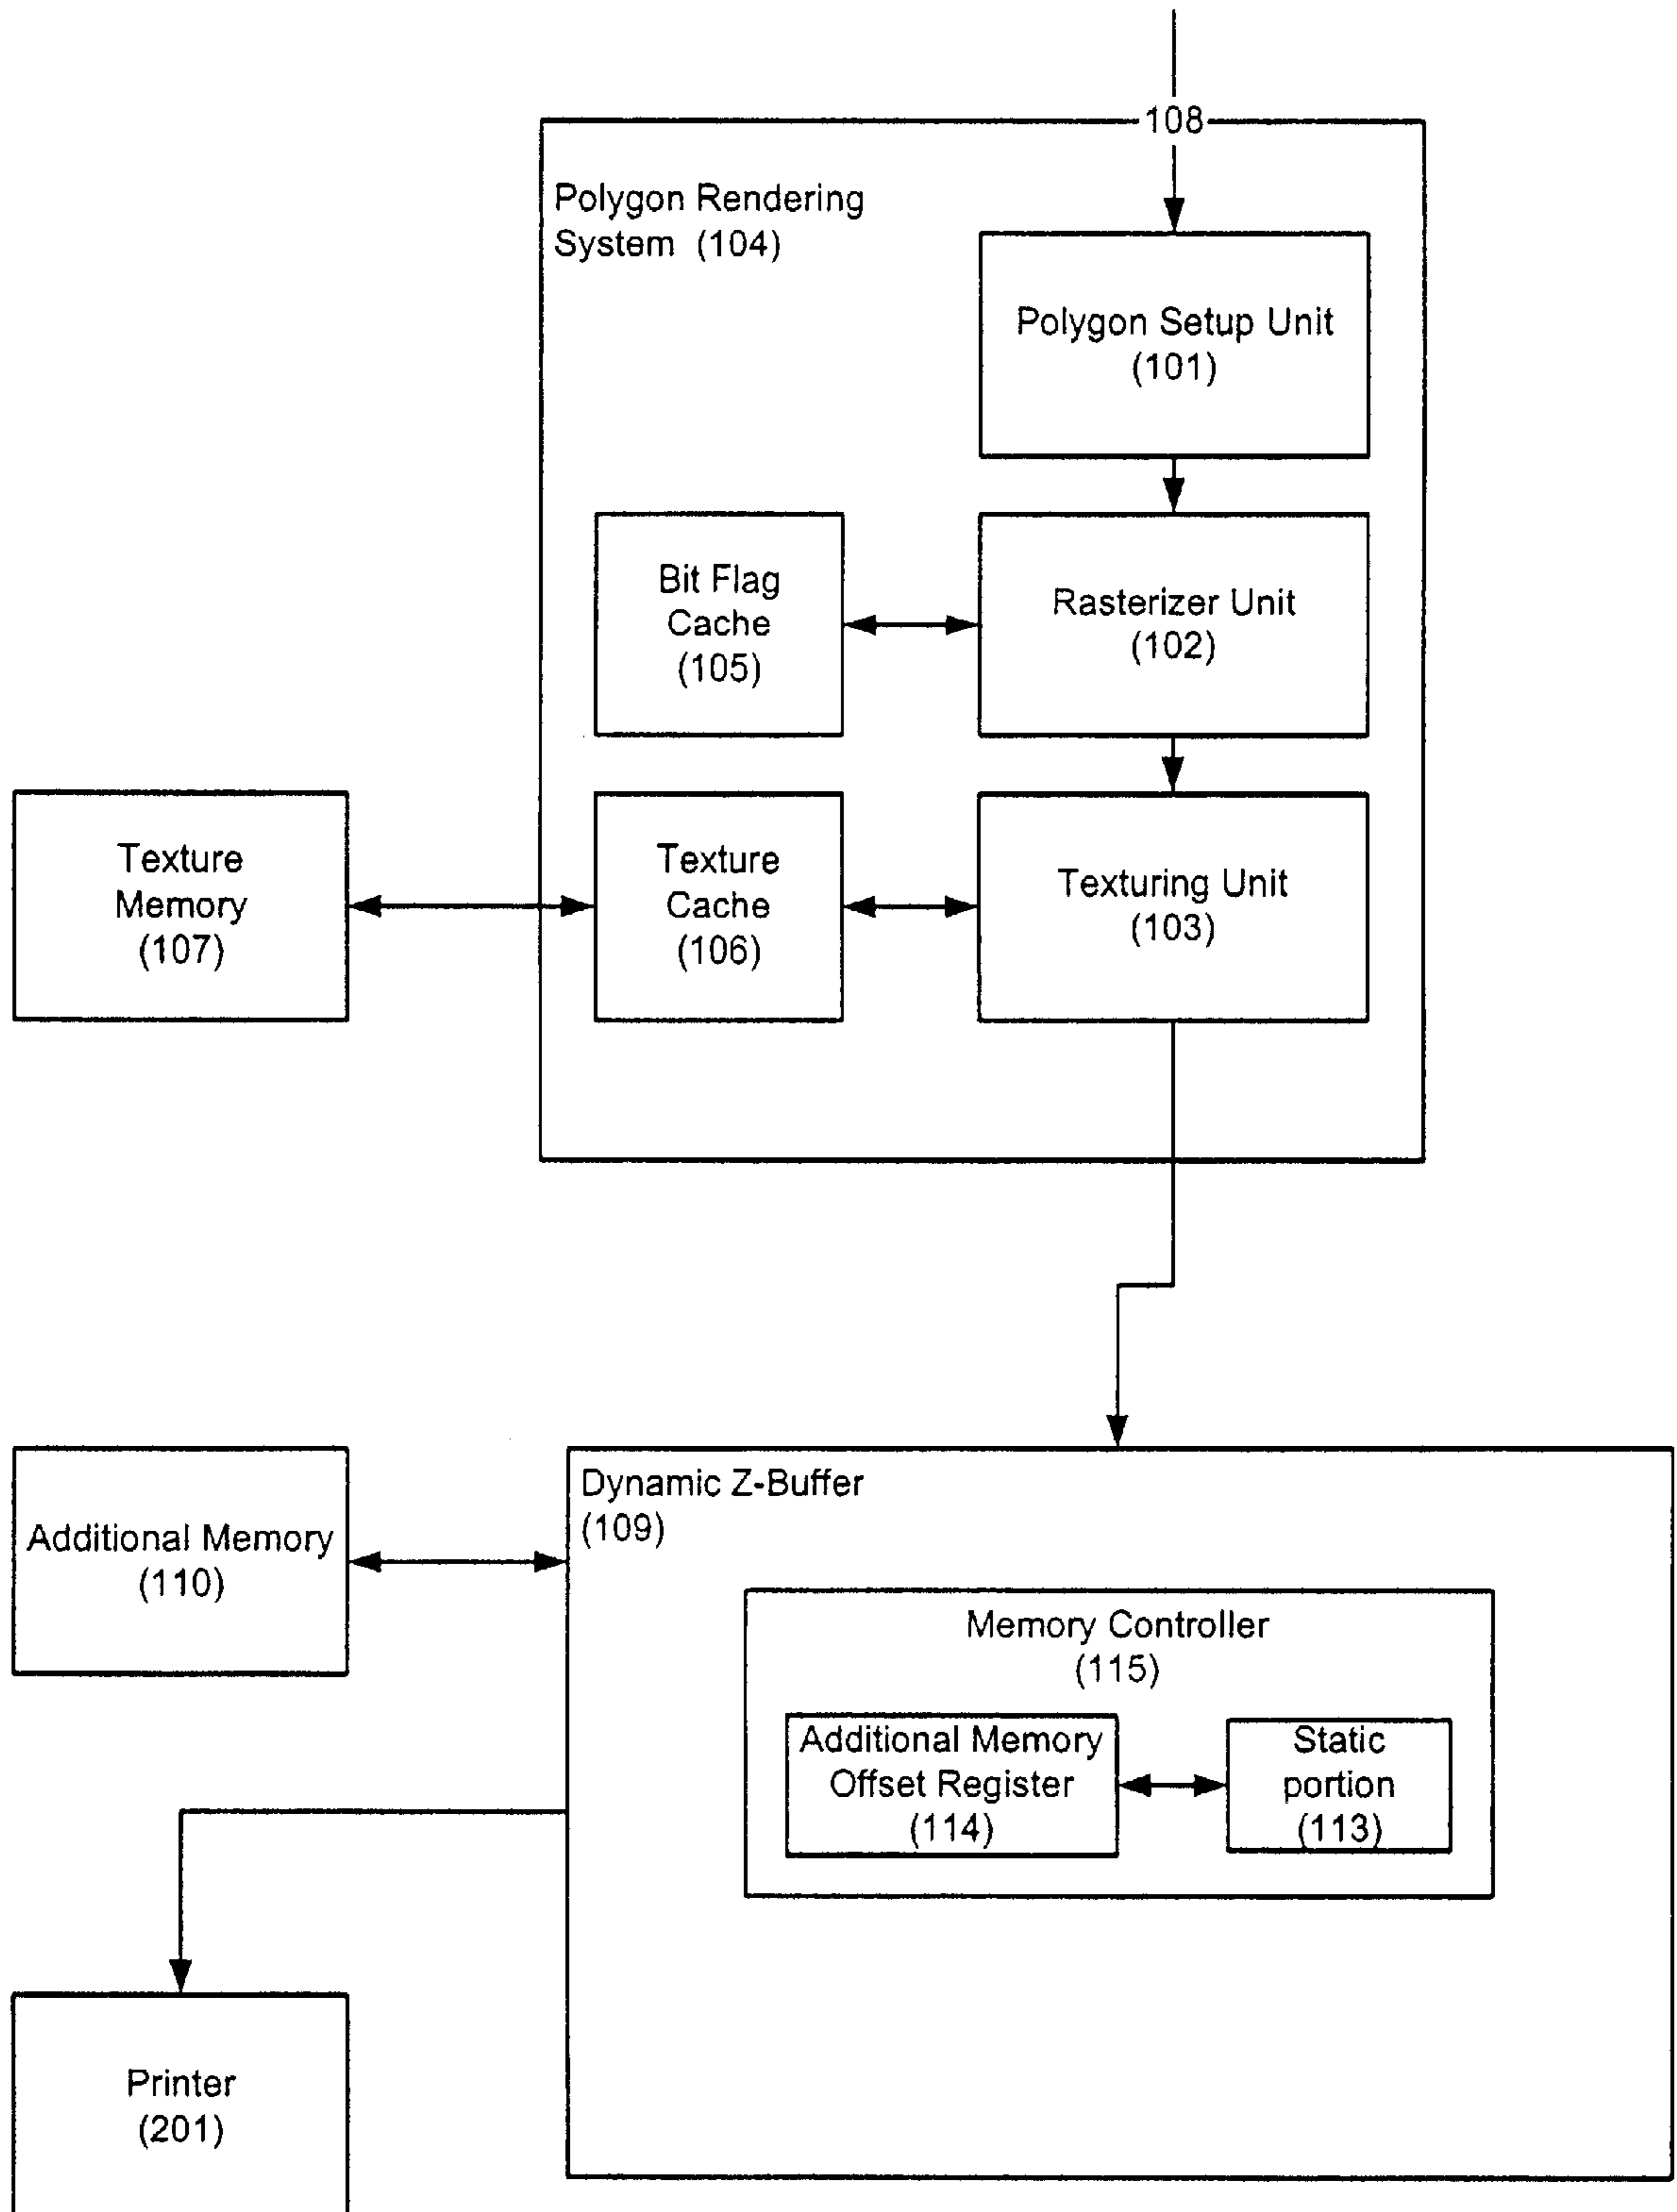 108
Polygon Rendering
System (104)
Polygon Setup Unit
(101)
Bit Flag
Cache
(105)
Rasterizer Unit
(102)
Texture
Memory
(107)
Texture
Cache
(106)
Texturing Unit
(103)
Additional Memory
(110)
Dynamic Z-Buffer
(109)
Memory Controller
(115)
Additional Memory
Offset Register
(114)
Static
portion
(113)
Printer
(201)